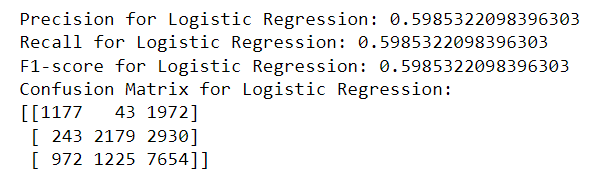 Precision for Logistic Regression: 0.5985322098396303
Recall for Logistic Regression: 0.5985322098396303
F1-score for Logistic Regression: 0.5985322098396303
Confusion Matrix for Logistic Regression:
[[1177   43 1972]
 [ 243 2179 2930]
 [ 972 1225 7654]]